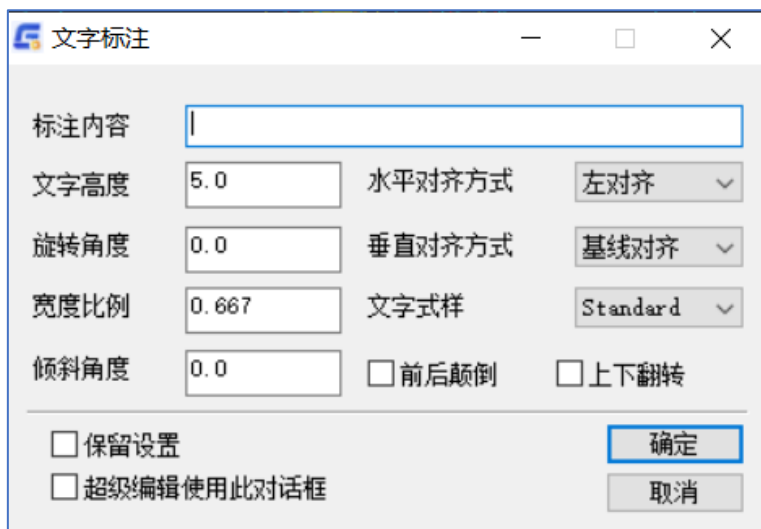 文字标注
标注内容
文字高度 5.0 水平对齐方式 左对齐
旋转角度 0.0 垂直对齐方式 基线对齐
宽度比例 0.667 文字式样 Standard
倾斜角度 0.0 前后颠倒 上下翻转
保留设置 确定
超级编辑使用此对话框 取消